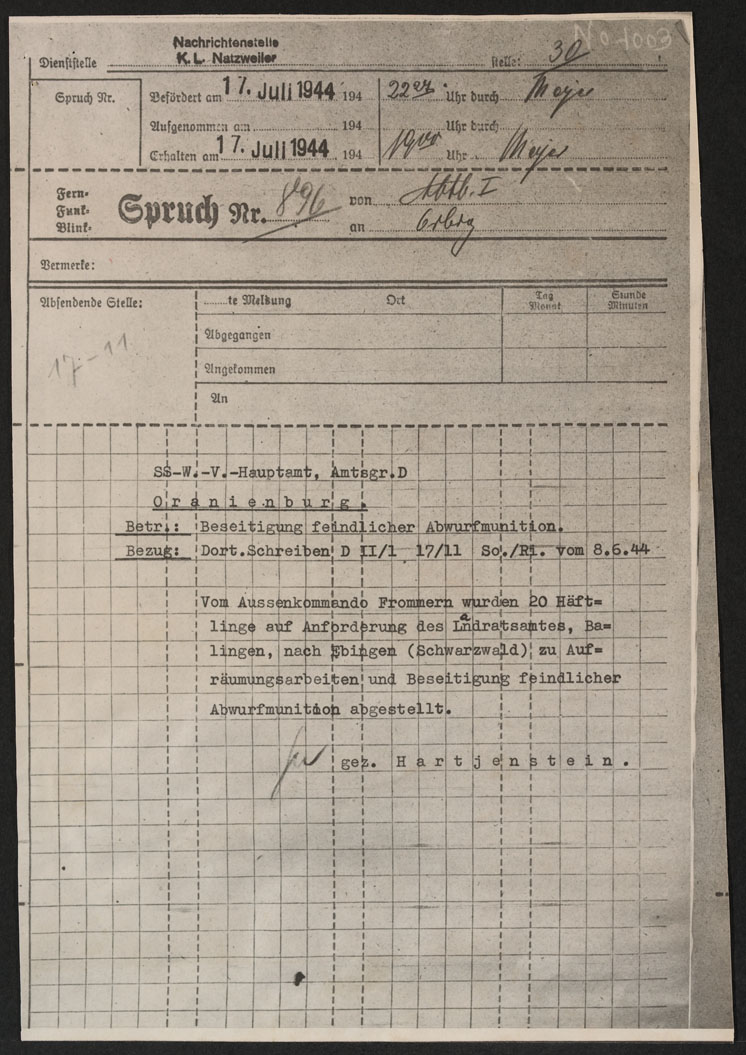 Nachrichtenstelle
Dienststelle K.L. Natzweiler stelle: 30
Spruch Nr. Befördert am 17. Juli 1944 194 22 Uhr durch Meyer
Aufgenommen am 194 Uhr durch
Erhalten am 17. Juli 1944 194 19⁰⁰ Uhr Meyer
Fern-
Funk-
Blink-
Spruch Nr. 896 von Abtlg. I
an
Vermerke:
Absendende Stelle: te Meldung Ort Tag Monat Stunde Minuten
17-11
Abgegangen
Angekommen
An
SS-W.-V.-Hauptamt, Amtsgr.D
Oranienburg.
Betr.: Beseitigung feindlicher Abwurfmunition.
Bezug: Dort.Schreiben D II/1 17/11 So./Ri. vom 8.6.44
Vom Aussenkommando Frommern wurden 20 Häft=
linge auf Anforderung des Landratsamtes, Ba=
lingen, nach Ebingen (Schwarzwald) zu Auf=
räumungsarbeiten und Beseitigung feindlicher
Abwurfmunition abgestellt.
gez. Hartjenstein.